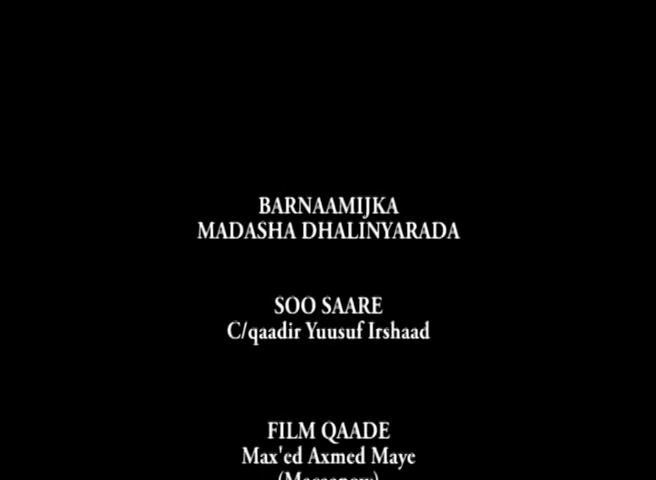 BARNAAMIJKA
MADASHA DHALINYARADA
SOO SAARE
C/qaadir Yuusuf Irshaad
FILM QAADE
Max'ed Axmed Maye